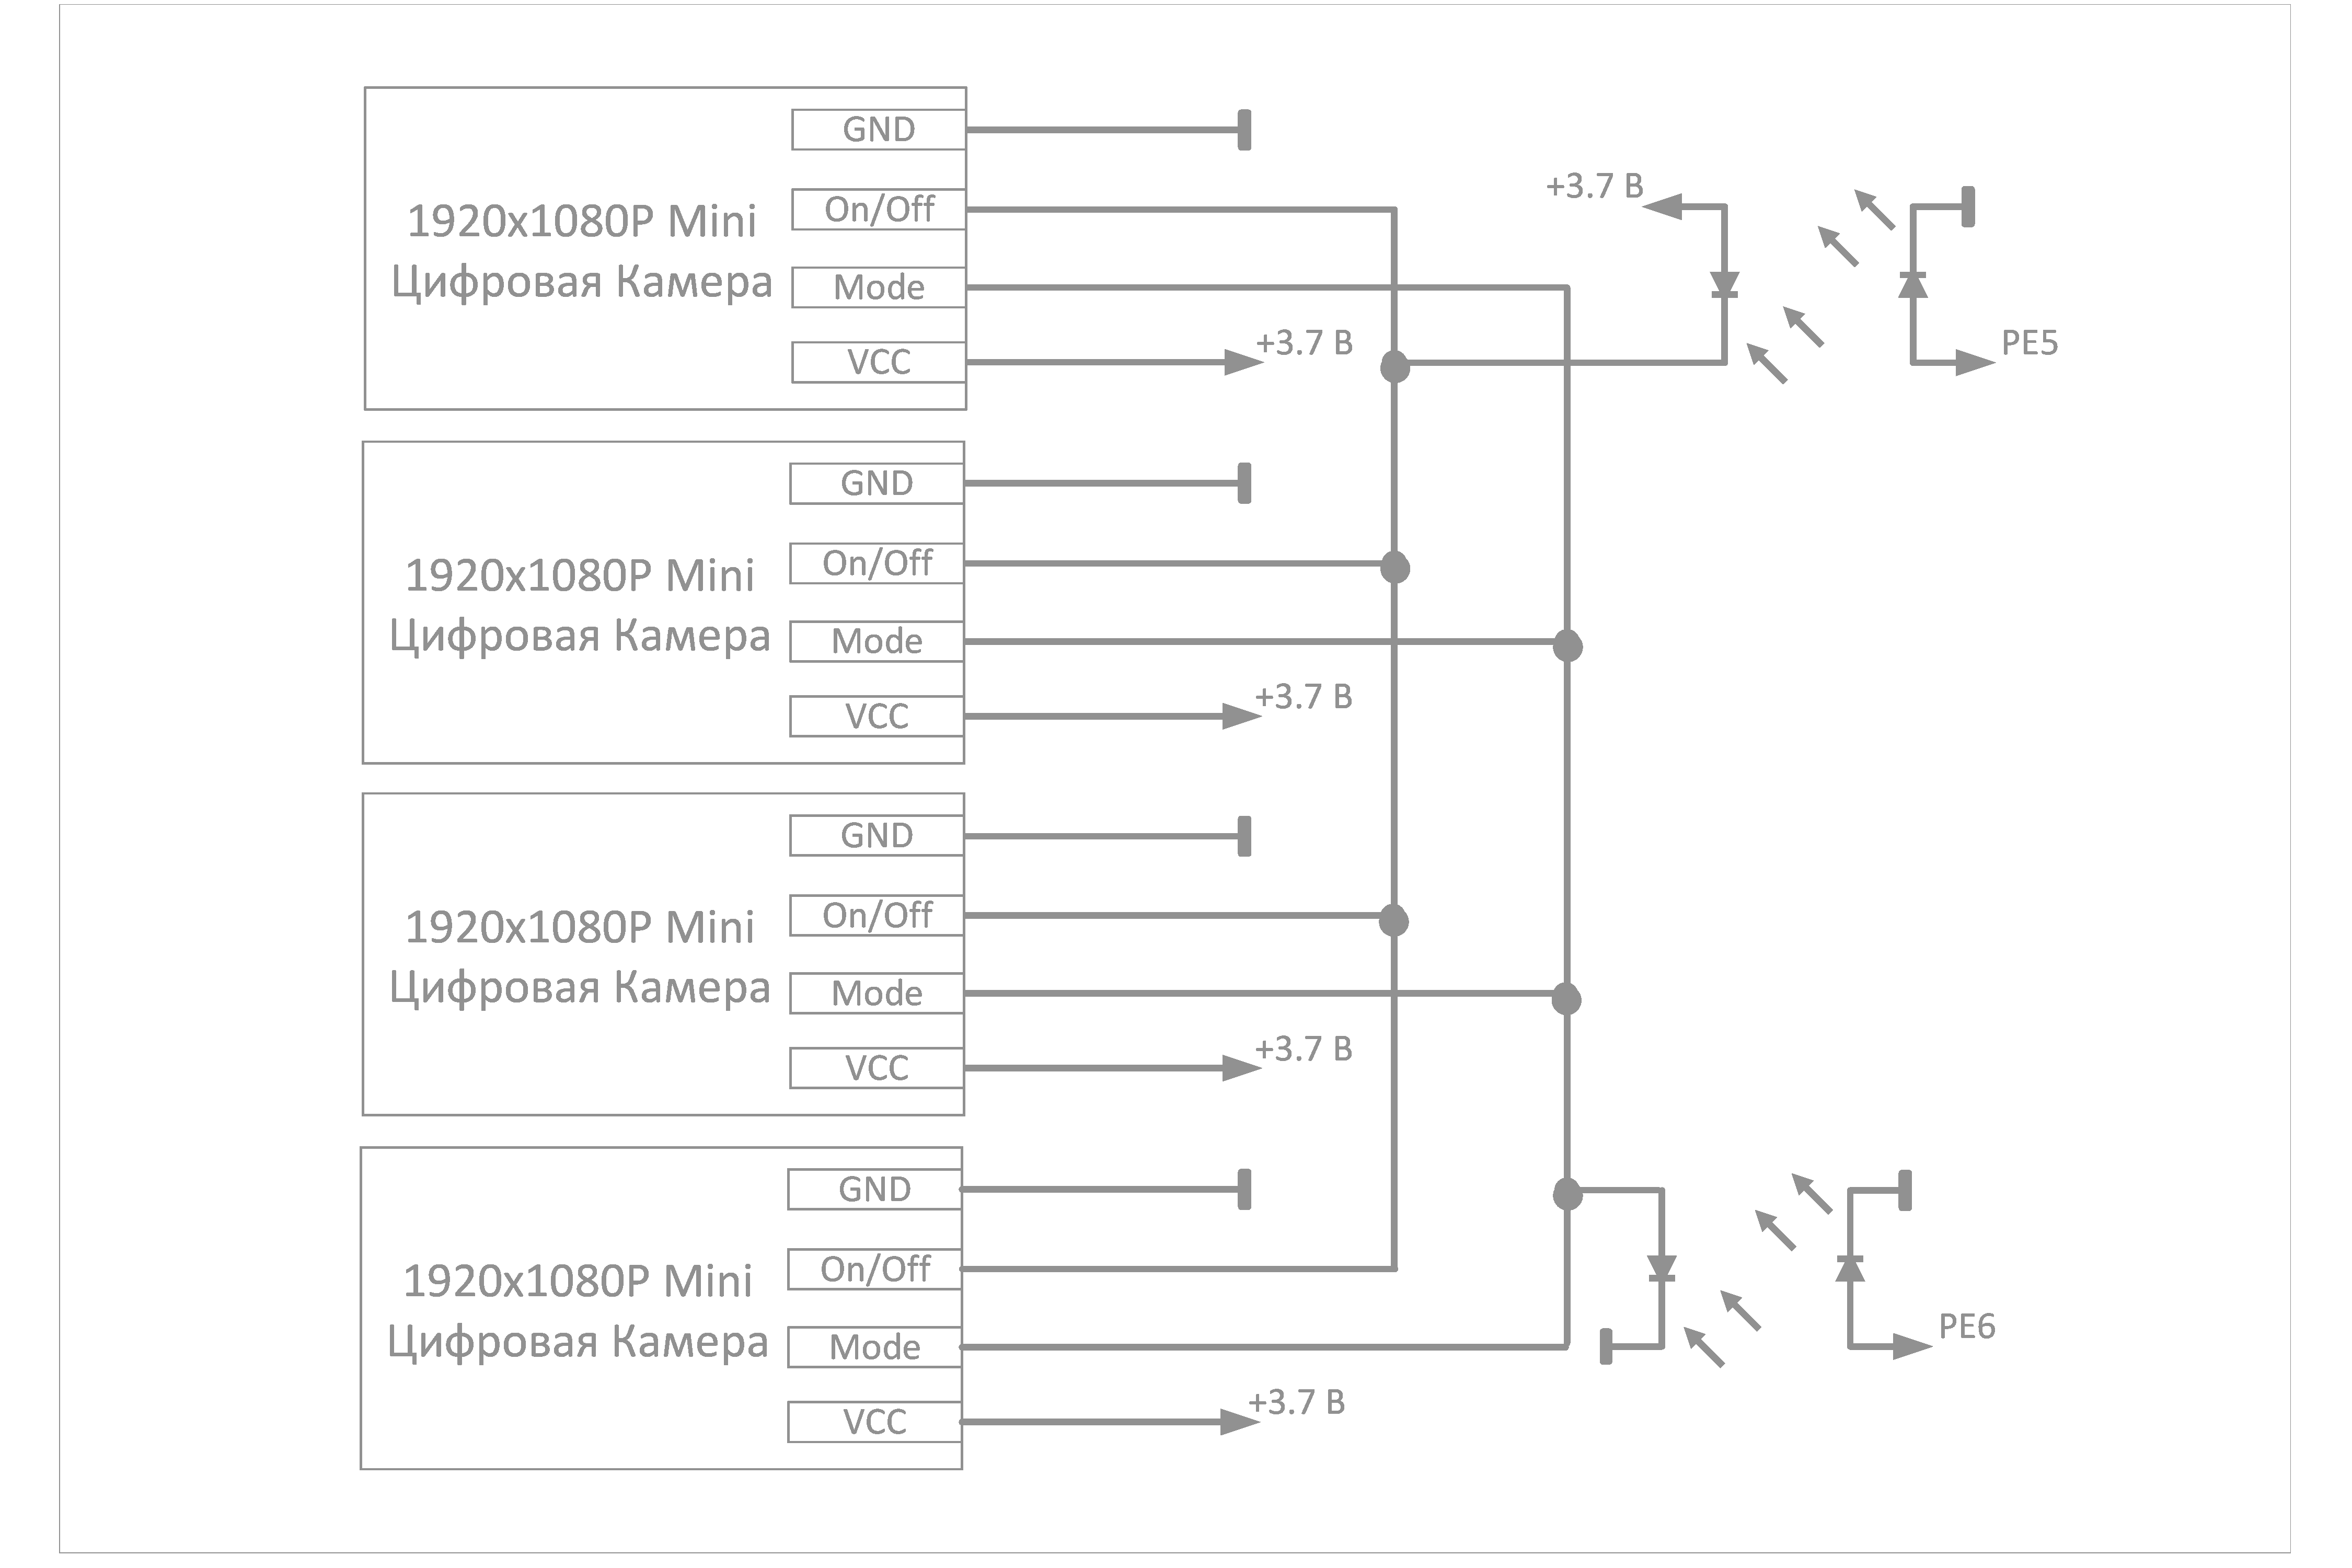 GND
On/Off
1920x1080P Mini
Цифровая Камера
Mode
VCC
+3.7 В
+3.7 В
PE5
GND
On/Off
1920x1080P Mini
Цифровая Камера
Mode
VCC
+3.7 В
GND
On/Off
1920x1080P Mini
Цифровая Камера
Mode
VCC
+3.7 В
GND
On/Off
1920x1080P Mini
Цифровая Камера
Mode
VCC
+3.7 В
PE6